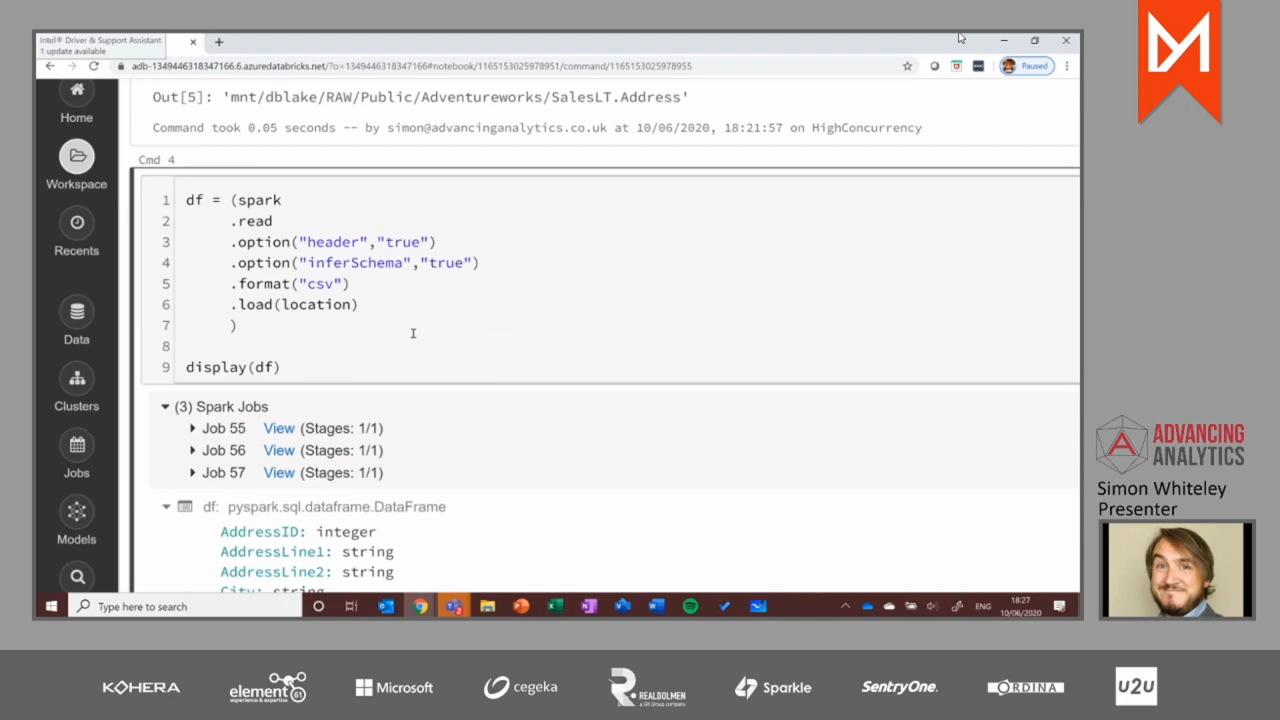 Intel® Driver & Support Assistant
1 update available
adb-1349446318347166.6.azuredatabricks.net/?o=1349446318347166#notebook/1165153025978951/command/1165153025978955
Paused
Home
Workspace
Recents
Data
Clusters
Jobs
Models
Out[5]: 'mnt/dblake/RAW/Public/Adventureworks/SalesLT.Address'
Command took 0.05 seconds -- by simon@advancinganalytics.co.uk at 10/06/2020, 18:21:57 on HighConcurrency
Cmd 4
1 df = (spark
2 .read
3 .option("header","true")
4 .option("inferSchema","true")
5 .format("csv")
6 .load(location)
7 )
8
9 display(df)
(3) Spark Jobs
Job 55 View (Stages: 1/1)
Job 56 View (Stages: 1/1)
Job 57 View (Stages: 1/1)
df: pyspark.sql.dataframe.DataFrame
AddressID: integer
AddressLine1: string
AddressLine2: string
City: string
Type here to search
ENG
18:27
10/06/2020
ADVANCING
ANALYTICS
Simon Whiteley
Presenter
KOHERA
element 61
experience & expertise
Microsoft
cegeka
REALDOLMEN
a Gfi Group company
Sparkle
SentryOne.
ORDINA
U2U